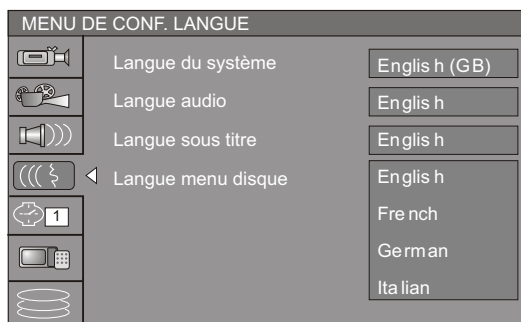 MENU DE CONF. LANGUE
Langue du système English (GB)
Langue audio English
Langue sous titre English
Langue menu disque English
French
German
Italian
1